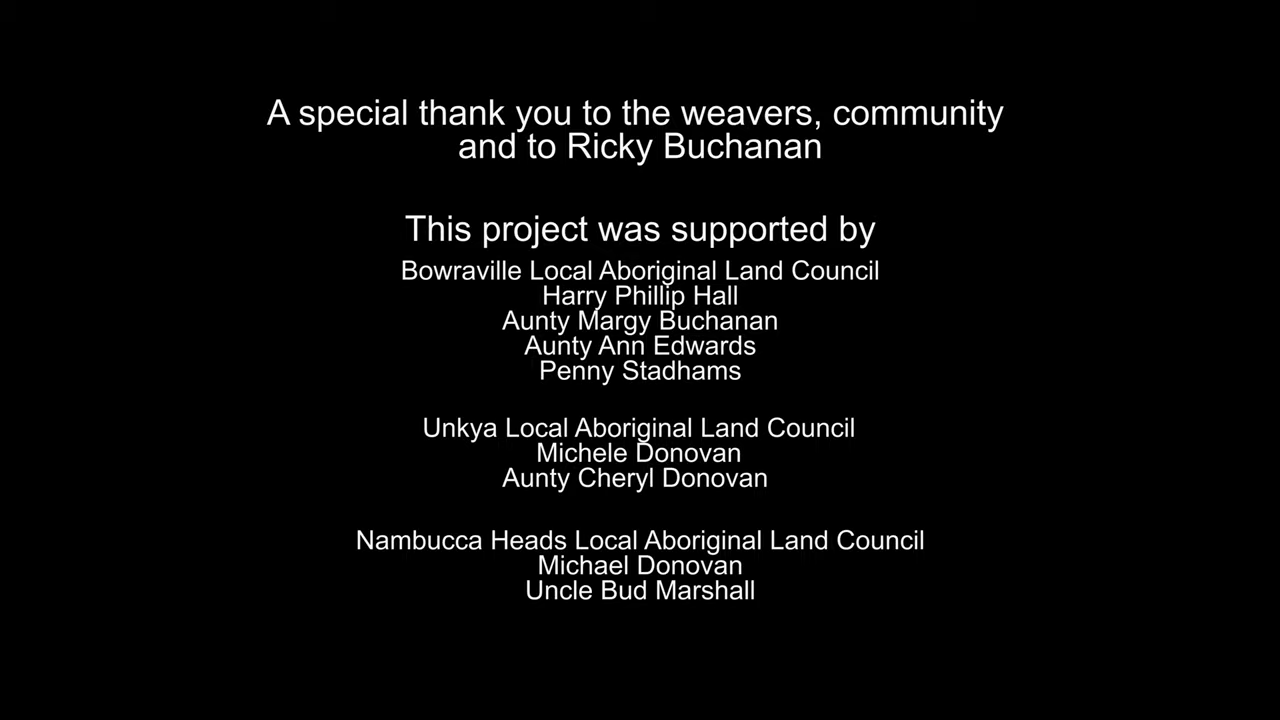 A special thank you to the weavers, community
and to Ricky Buchanan
This project was supported by
Bowraville Local Aboriginal Land Council
Harry Phillip Hall
Aunty Margy Buchanan
Aunty Ann Edwards
Penny Stadhams
Unkya Local Aboriginal Land Council
Michele Donovan
Aunty Cheryl Donovan
Nambucca Heads Local Aboriginal Land Council
Michael Donovan
Uncle Bud Marshall